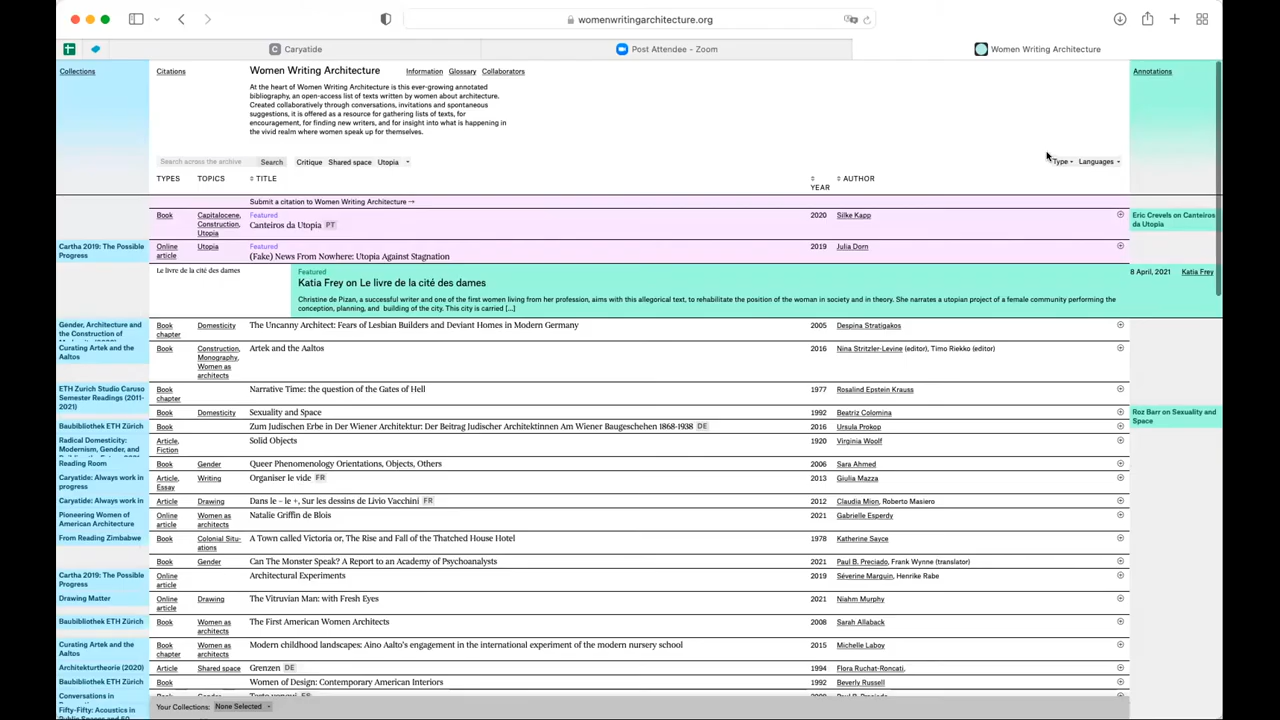 womenwritingarchitecture.org
Caryatide
Post Attendee - Zoom
Women Writing Architecture
Collections
Citations
Women Writing Architecture
Information Glossary Collaborators
Annotations
At the heart of Women Writing Architecture is this ever-growing annotated
bibliography, an open-access list of texts written by women about architecture.
Created collaboratively through conversations, invitations and spontaneous
suggestions, it is offered as a resource for gathering lists of texts, for
encouragement, for finding new writers, and for insight into what is happening in
the vivid realm where women speak up for themselves.
Search across the archive Search Critique Shared space Utopia Type Languages
TYPES TOPICS TITLE YEAR AUTHOR
Submit a citation to Women Writing Architecture →
Book Capitalocene, Featured 2020 Silke Kapp Eric Crevels on Canteiros
Construction, Canteiros da Utopia PT da Utopia
Utopia
Cartha 2019: The Possible Online Utopia Featured 2019 Julia Dorn
Progress article (Fake) News From Nowhere: Utopia Against Stagnation
Le livre de la cité des dames Featured 8 April, 2021 Katia Frey
Katia Frey on Le livre de la cité des dames
Christine de Pizan, a successful writer and one of the first women living from her profession, aims with this allegorical text, to rehabilitate the position of the woman in society and in theory. She narrates a utopian project of a female community performing the
conception, planning, and building of the city. This city is carried [...]
Gender, Architecture and Book Domesticity The Uncanny Architect: Fears of Lesbian Builders and Deviant Homes in Modern Germany 2005 Despina Stratigakos
the Construction of chapter
Curating Artek and the Book Construction, Artek and the Aaltos 2016 Nina Stritzler-Levine (editor), Timo Riekko (editor)
Aaltos Monography,
Women as
architects
ETH Zurich Studio Caruso Book Narrative Time: the question of the Gates of Hell 1977 Rosalind Epstein Krauss
Semester Readings (2011- chapter
2021)
Book Domesticity Sexuality and Space 1992 Beatriz Colomina Roz Barr on Sexuality and
Space
Baubibliothek ETH Zürich Book Zum Judischen Erbe in Der Wiener Architektur: Der Beitrag Judischer Architektinnen Am Wiener Baugeschehen 1868-1938 DE 2016 Ursula Prokop
Radical Domesticity: Article, Solid Objects 1920 Virginia Woolf
Modernism, Gender, and Fiction
Reading Room Book Gender Queer Phenomenology Orientations, Objects, Others 2006 Sara Ahmed
Caryatide: Always work in Article, Writing Organiser le vide FR 2013 Giulia Mazza
progress Essay
Caryatide: Always work in Article Drawing Dans le – le +, Sur les dessins de Livio Vacchini FR 2012 Claudia Mion, Roberto Masiero
Pioneering Women of Online Women as Natalie Griffin de Blois 2021 Gabrielle Esperdy
American Architecture article architects
From Reading Zimbabwe Book Colonial Situ- A Town called Victoria or, The Rise and Fall of the Thatched House Hotel 1978 Katherine Sayce
ations
Book Gender Can The Monster Speak? A Report to an Academy of Psychoanalysts 2021 Paul B. Preciado, Frank Wynne (translator)
Cartha 2019: The Possible Online Architectural Experiments 2019 Séverine Marguin, Henrike Rabe
Progress article
Drawing Matter Online Drawing The Vitruvian Man: with Fresh Eyes 2021 Niahm Murphy
article
Baubibliothek ETH Zürich Book Women as The First American Women Architects 2008 Sarah Allaback
architects
Curating Artek and the Book Women as Modern childhood landscapes: Aino Aalto's engagement in the international experiment of the modern nursery school 2015 Michelle Laboy
Aaltos chapter architects
Architekturtheorie (2020) Article Shared space Grenzen DE 1994 Flora Ruchat-Roncati,
Baubibliothek ETH Zürich Book Women of Design: Contemporary American Interiors 1992 Beverly Russell
Conversations in
Fifty-Fifty: Acoustics in
Your Collections: None Selected